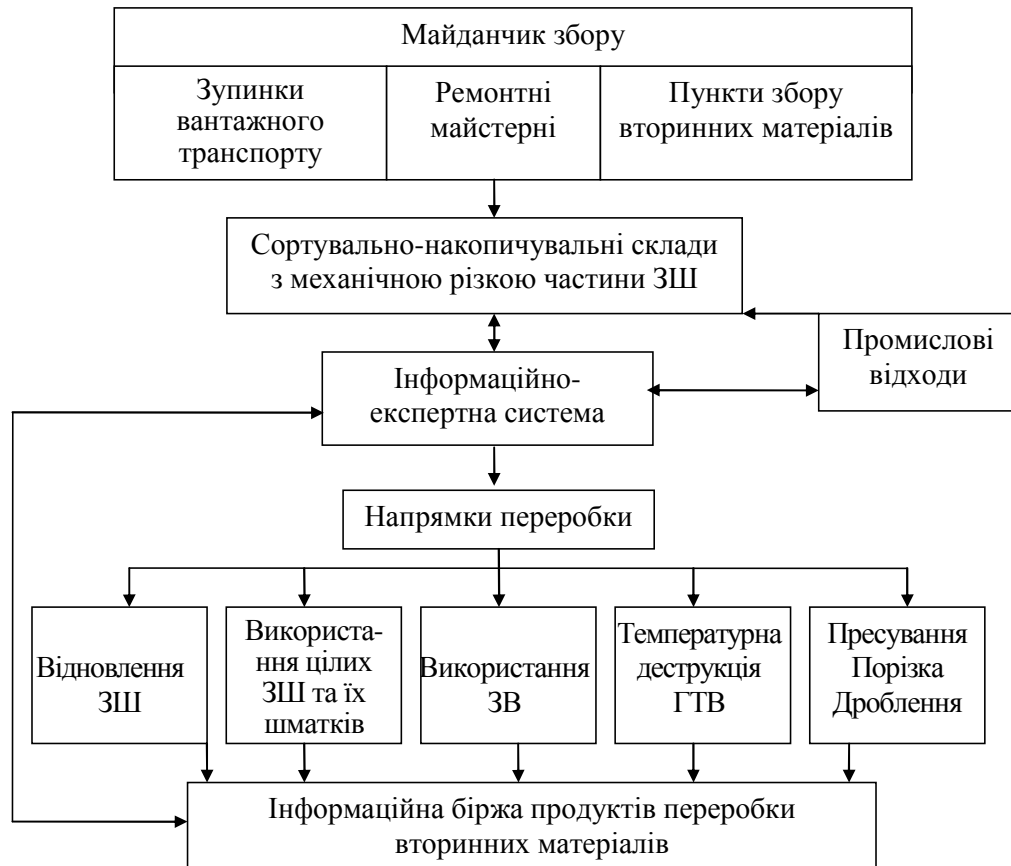 Майданчик збору
Зупинки
вантажного
транспорту
Ремонтні
майстерні
Пункти збору
вторинних матеріалів
Сортувально-накопичувальні склади
з механічною різкою частини ЗШ
Промислові
відходи
Інформаційно-
експертна система
Напрямки переробки
Відновлення
ЗШ
Використа-
ння цілих
ЗШ та їх
шматків
Використання
ЗВ
Температурна
деструкція
ГТВ
Пресування
Порізка
Дроблення
Інформаційна біржа продуктів переробки
вторинних матеріалів